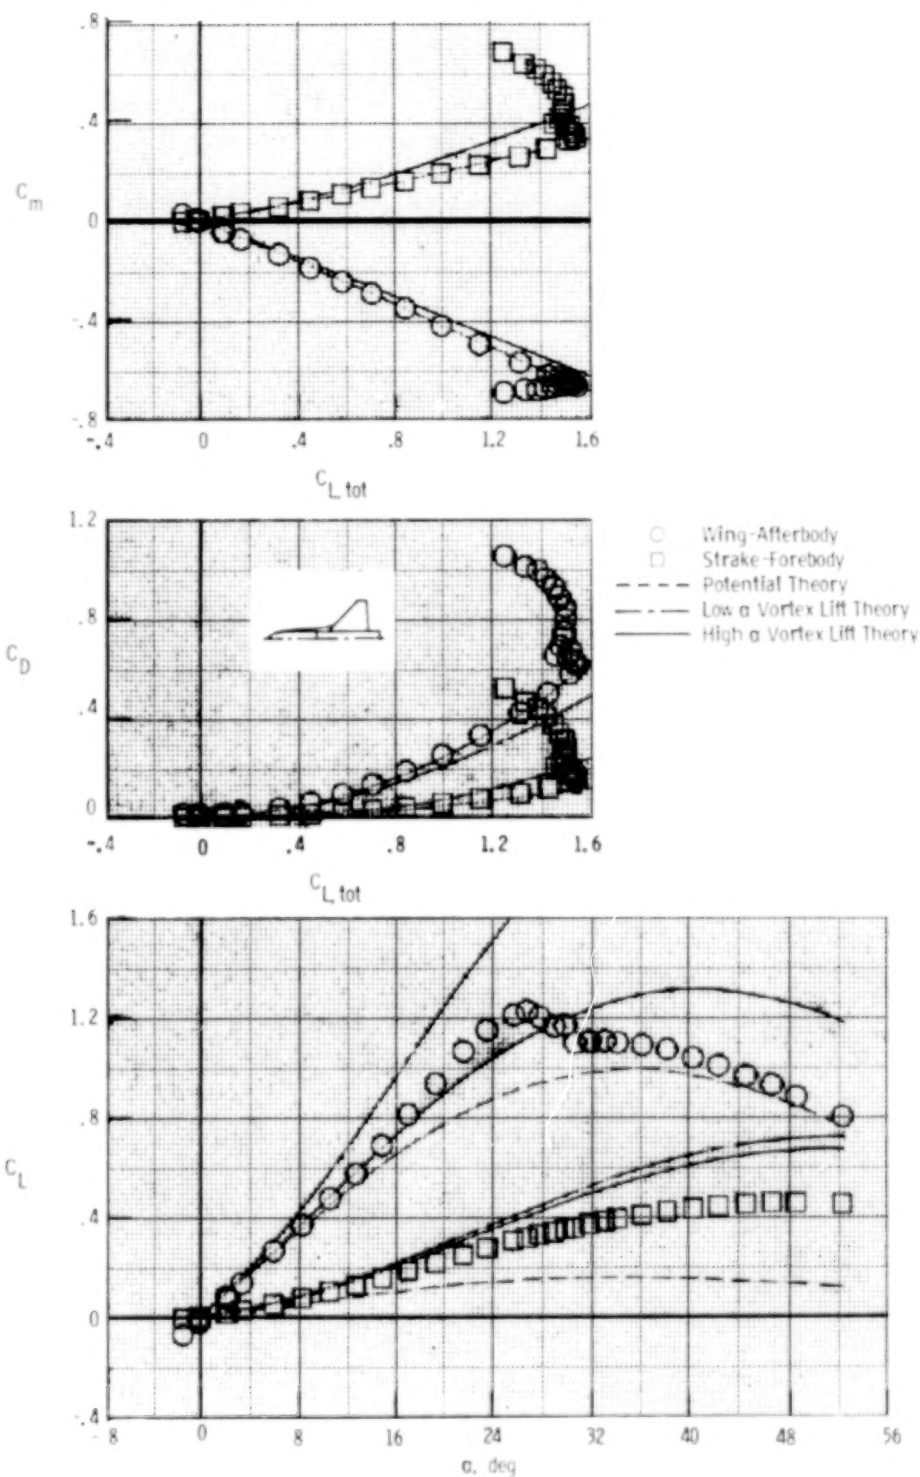 .8
.4
C_m
0
-.4
-.8
-.4 0 .4 .8 1.2 1.6
C_L,tot
1.2
.8
C_D
.4
0
-.4 0 .4 .8 1.2 1.6
C_L,tot
Wing-Afterbody
Strake-Forebody
Potential Theory
Low α Vortex Lift Theory
High α Vortex Lift Theory
1.6
1.2
.8
C_L
.4
0
-.4
-8 0 8 16 24 32 40 48 56
α, deg